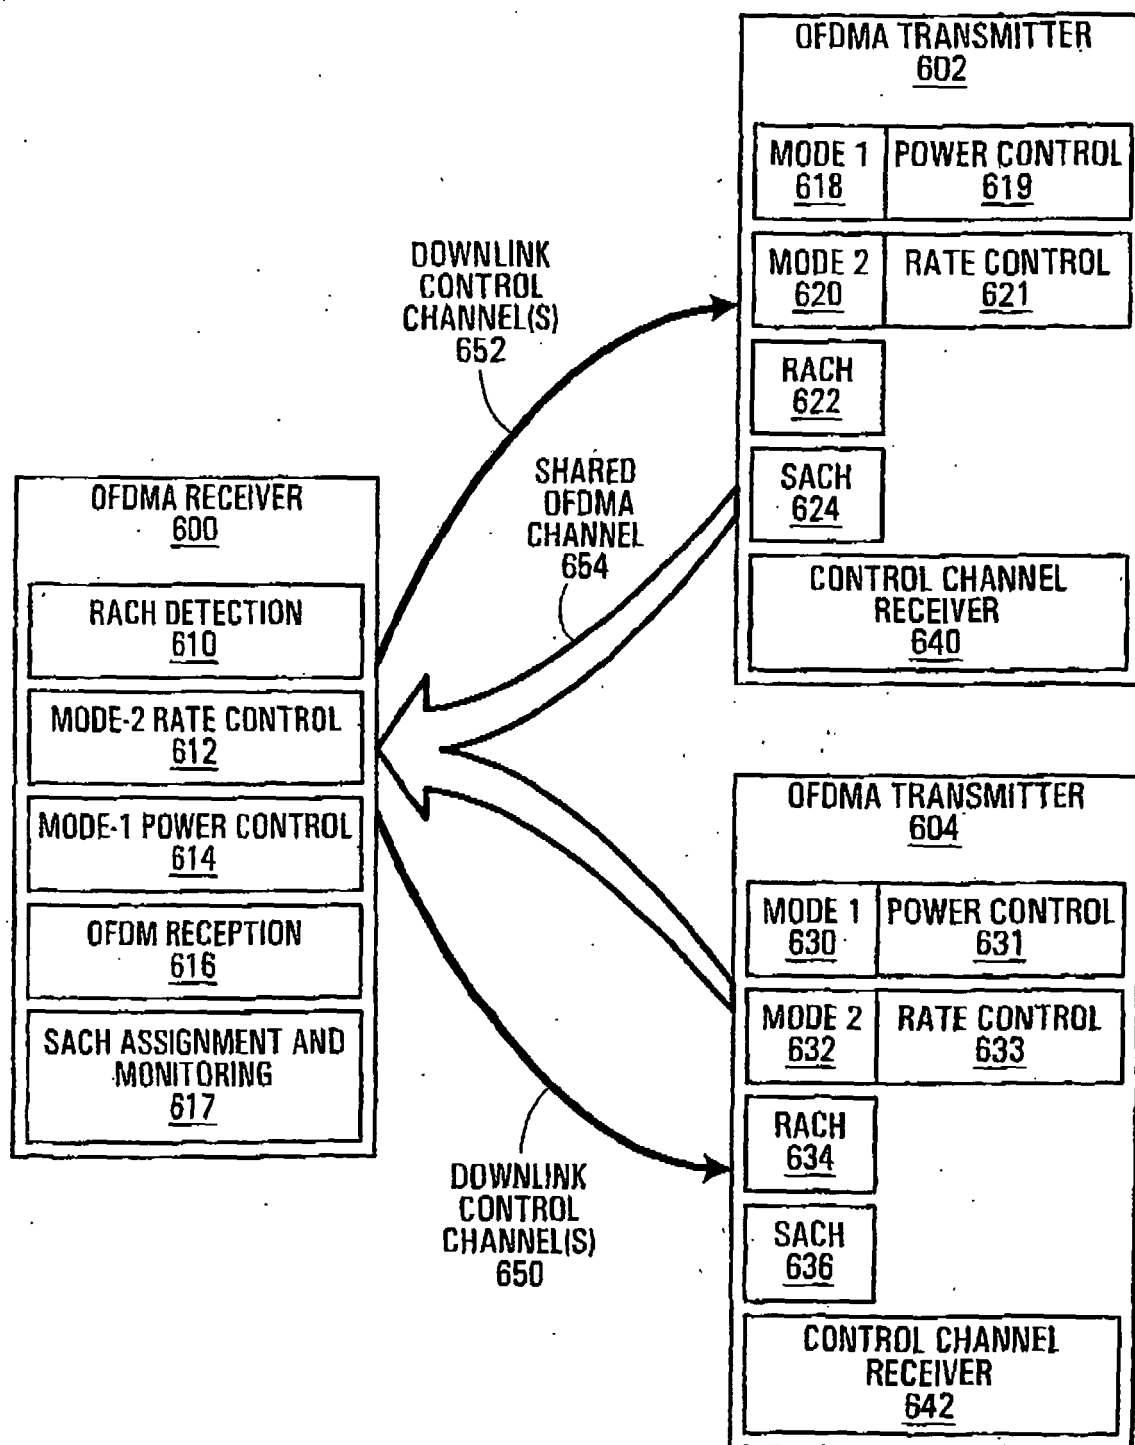 OFDMA TRANSMITTER
602
MODE 1
618
POWER CONTROL
619
MODE 2
620
RATE CONTROL
621
RACH
622
SACH
624
CONTROL CHANNEL
RECEIVER
640
DOWNLINK
CONTROL
CHANNEL(S)
652
SHARED
OFDMA
CHANNEL
654
OFDMA RECEIVER
600
RACH DETECTION
610
MODE-2 RATE CONTROL
612
MODE-1 POWER CONTROL
614
OFDM RECEPTION
616
SACH ASSIGNMENT AND
MONITORING
617
DOWNLINK
CONTROL
CHANNEL(S)
650
OFDMA TRANSMITTER
604
MODE 1
630
POWER CONTROL
631
MODE 2
632
RATE CONTROL
633
RACH
634
SACH
636
CONTROL CHANNEL
RECEIVER
642